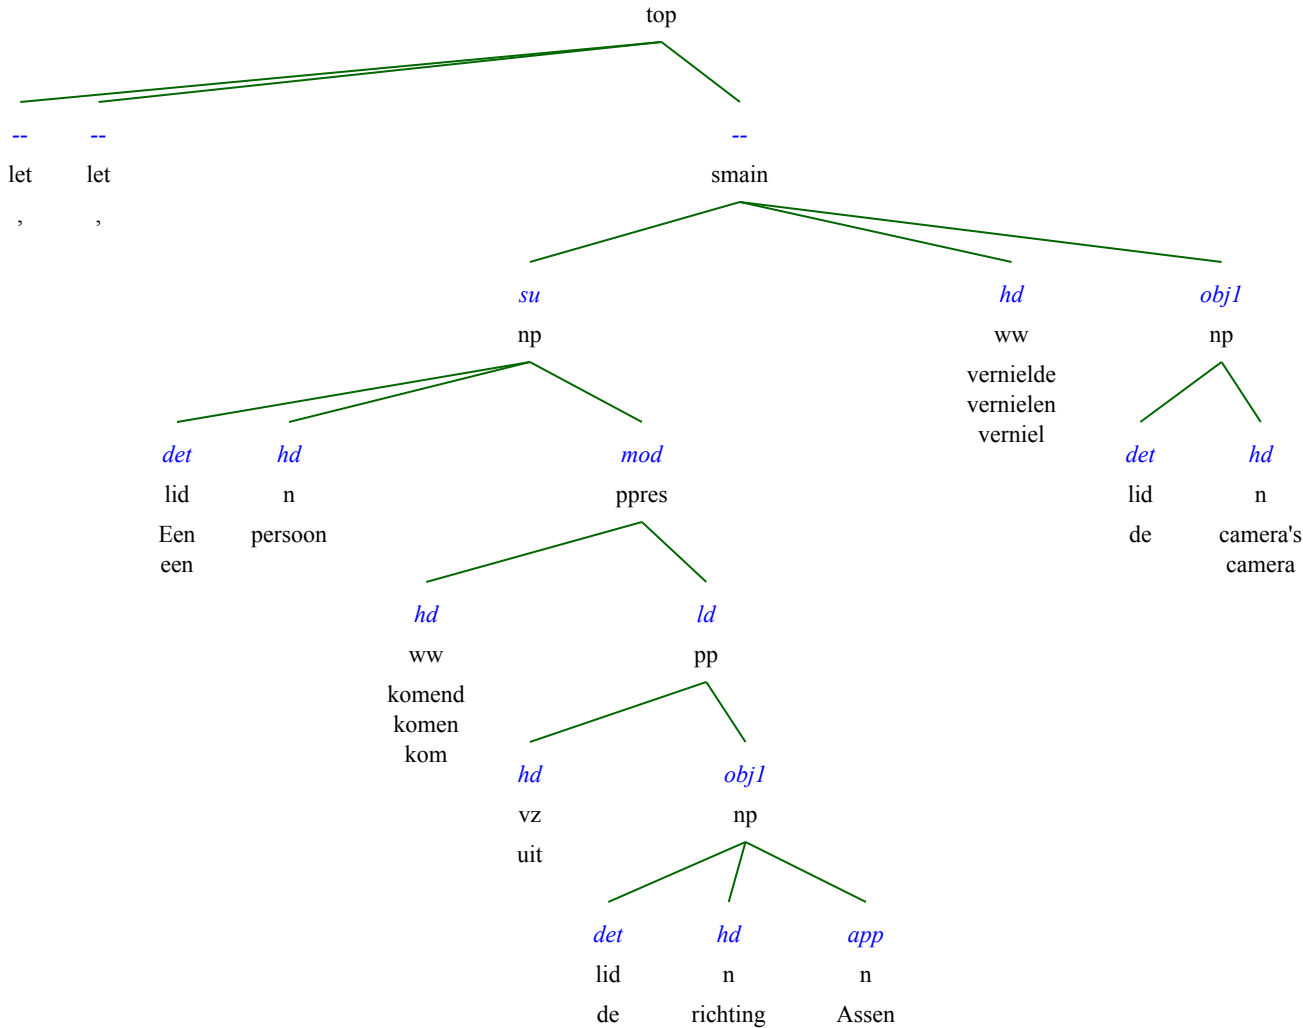 top
-- -- --
let let smain
, ,
su hd obj1
np ww np
vernielde
vernielen
verniel
det hd mod det hd
lid n ppres lid n
Een persoon de camera's
een camera
hd ld
ww pp
komend
komen
kom
hd obj1
vz np
uit
det hd app
lid n n
de richting Assen